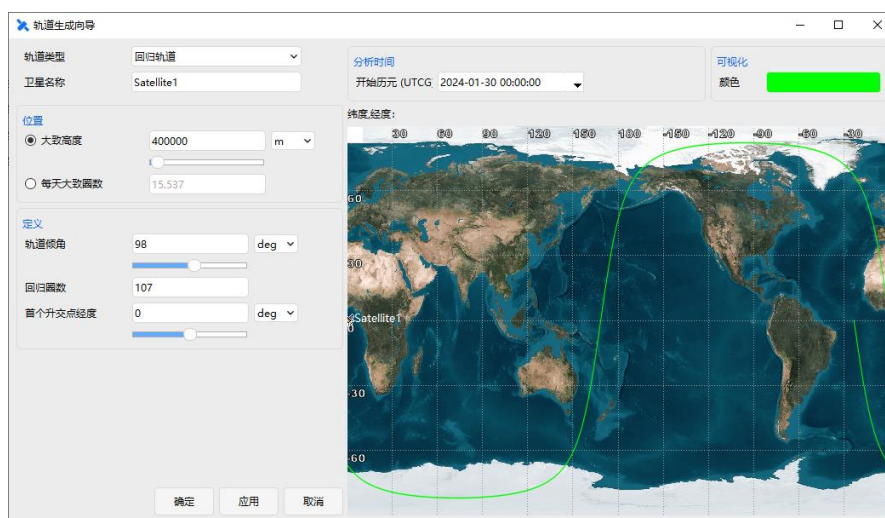 轨道生成向导
轨道类型 回归轨道
卫星名称 Satellite1
位置
大致高度 400000 m
每天大致圈数 15.537
定义
轨道倾角 98 deg
回归圈数 107
首个升交点经度 0 deg
确定 应用 取消
分析时间
开始历元 (UTCG 2024-01-30 00:00:00
可视化
颜色
纬度,经度:
30 60 90 120 150 180 -150 -120 -90 -60 -30
60
30
Satellite1
0
-30
-60